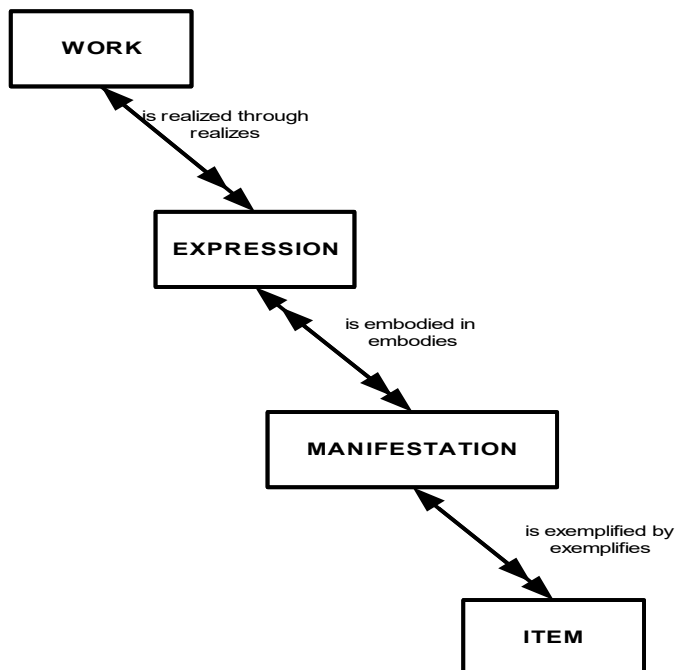 WORK
is realized through
realizes
EXPRESSION
is embodied in
embodies
MANIFESTATION
is exemplified by
exemplifies
ITEM